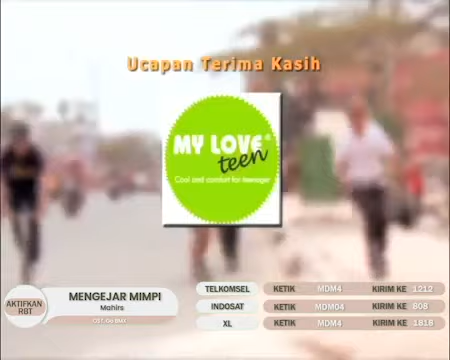 Ucapan Terima Kasih
MY LOVE®
teen
Cool and comfort for teenager
AKTIFKAN
RBT
MENGEJAR MIMPI
Mahirs
TELKOMSEL KETIK MDM4 KIRIM KE 1212
INDOSAT KETIK MDM04 KIRIM KE 808
XL KETIK MDM4 KIRIM KE 1818